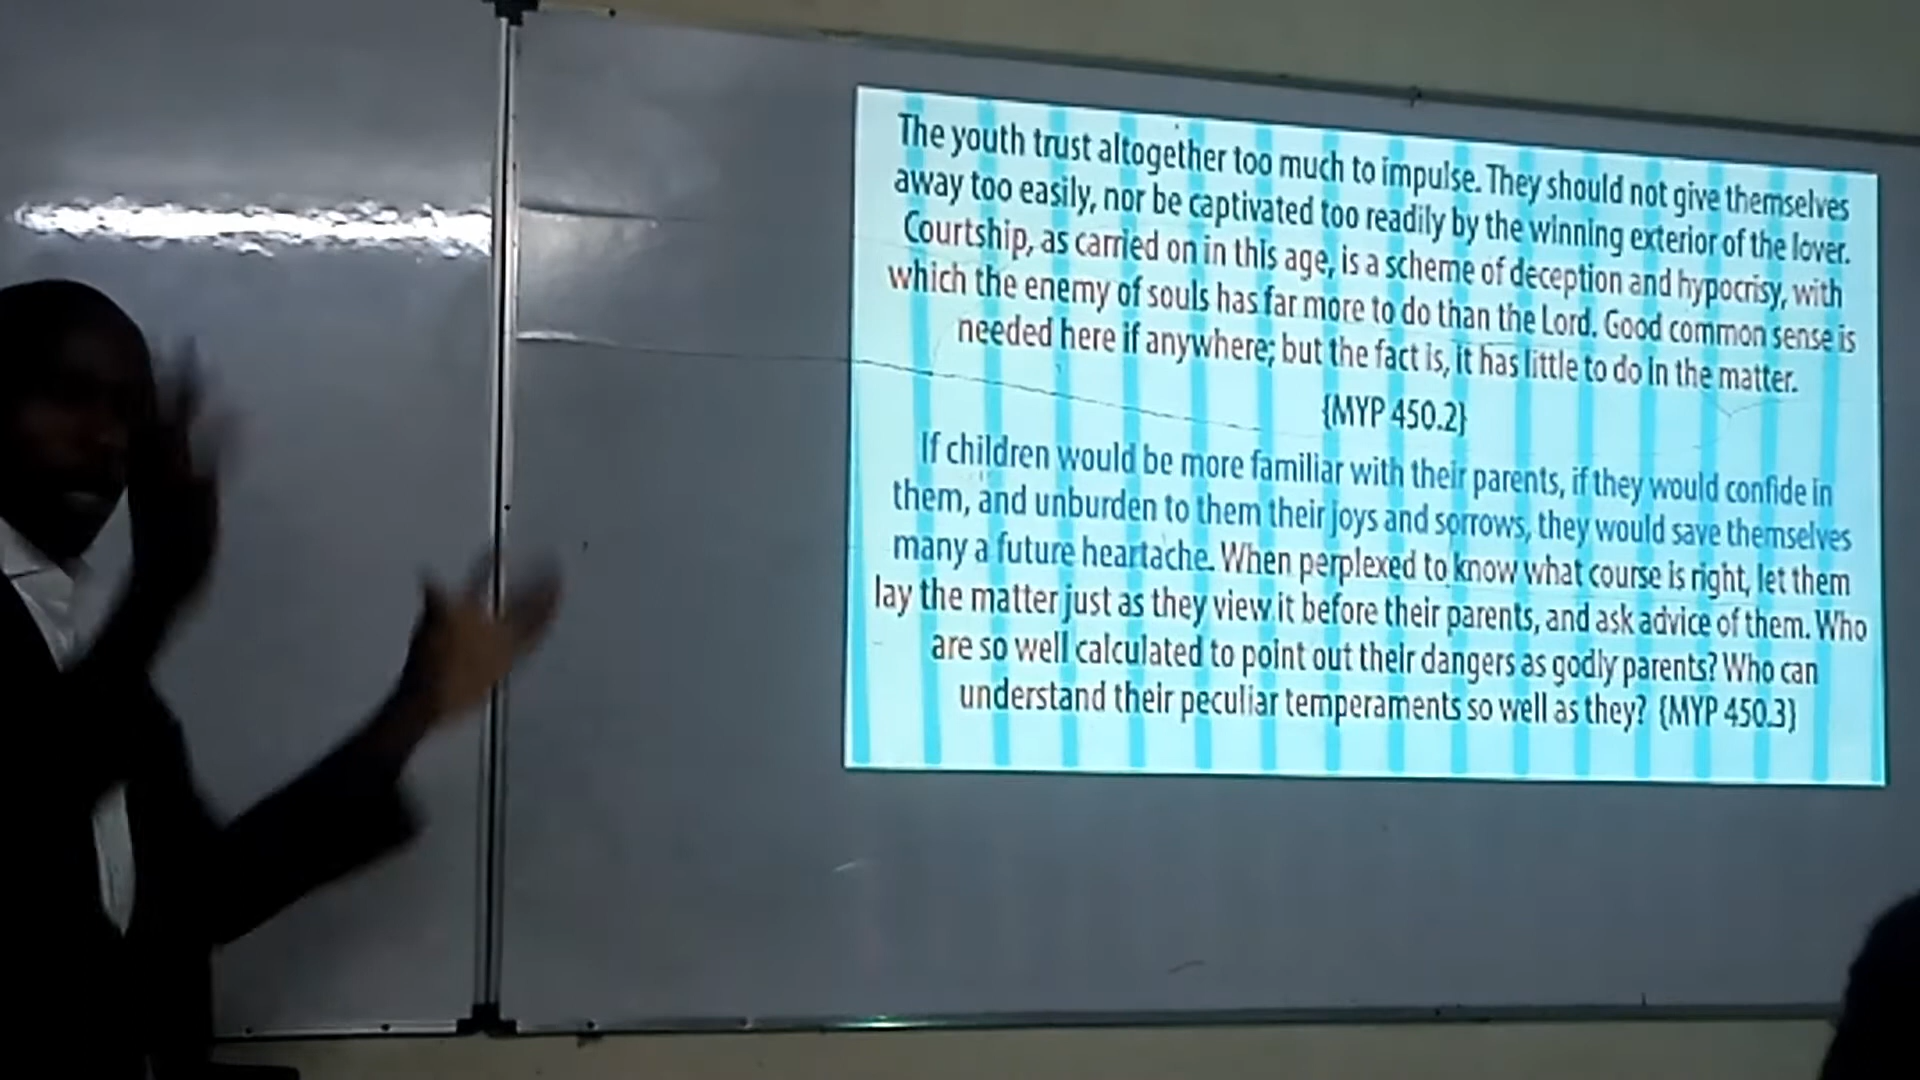 The youth trust altogether too much to impulse. They should not give themselves
away too easily, nor be captivated too readily by the winning exterior of the lover.
Courtship, as carried on in this age, is a scheme of deception and hypocrisy, with
which the enemy of souls has far more to do than the Lord. Good common sense is
needed here if anywhere; but the fact is, it has little to do in the matter.
{MYP 450.2}
If children would be more familiar with their parents, if they would confide in
them, and unburden to them their joys and sorrows, they would save themselves
many a future heartache. When perplexed to know what course is right, let them
lay the matter just as they view it before their parents, and ask advice of them. Who
are so well calculated to point out their dangers as godly parents? Who can
understand their peculiar temperaments so well as they? {MYP 450.3}